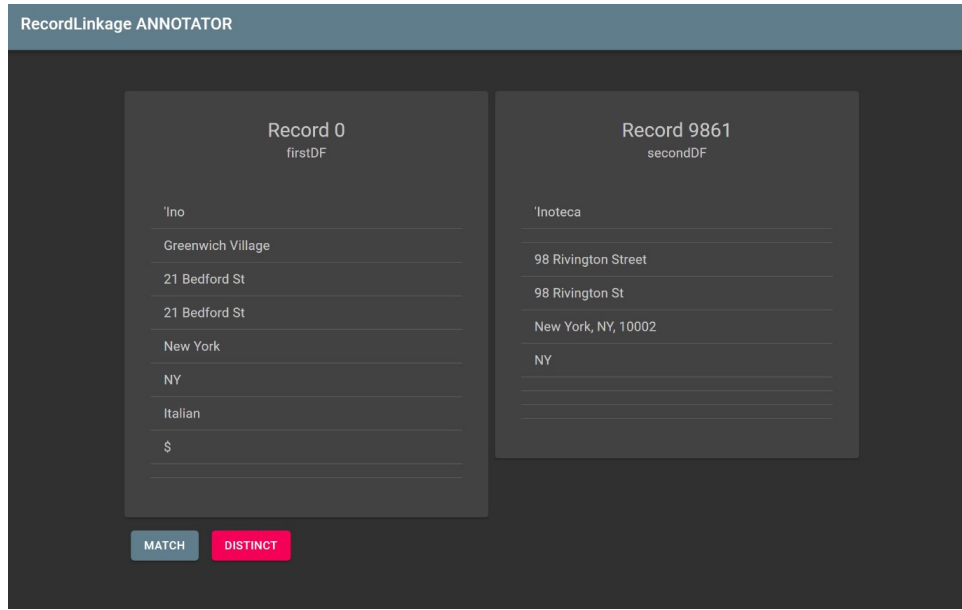 RecordLinkage ANNOTATOR
Record 0
firstDF
'Ino
Greenwich Village
21 Bedford St
21 Bedford St
New York
NY
Italian
$
Record 9861
secondDF
'Inoteca
98 Rivington Street
98 Rivington St
New York, NY, 10002
NY
MATCH
DISTINCT